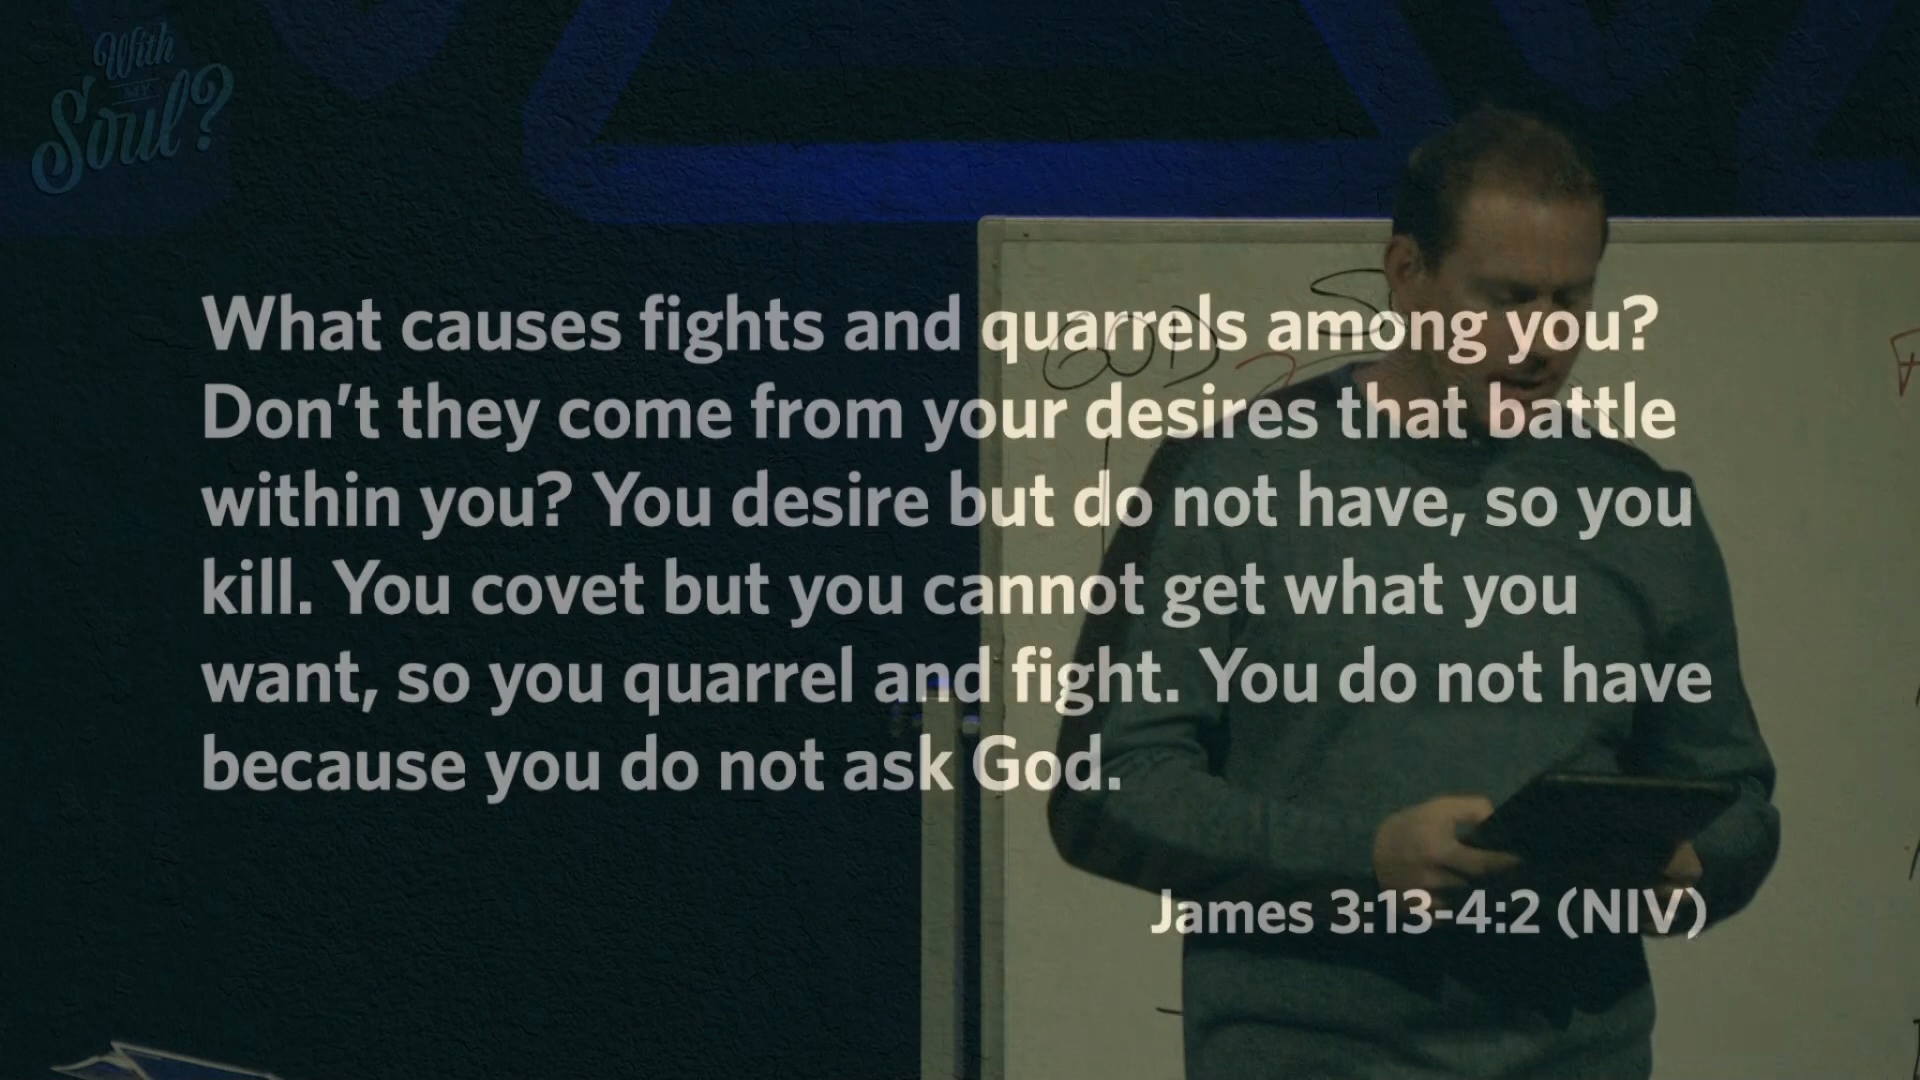 With
MY
Soul?
What causes fights and quarrels among you?
Don’t they come from your desires that battle
within you? You desire but do not have, so you
kill. You covet but you cannot get what you
want, so you quarrel and fight. You do not have
because you do not ask God.
James 3:13-4:2 (NIV)
GOD